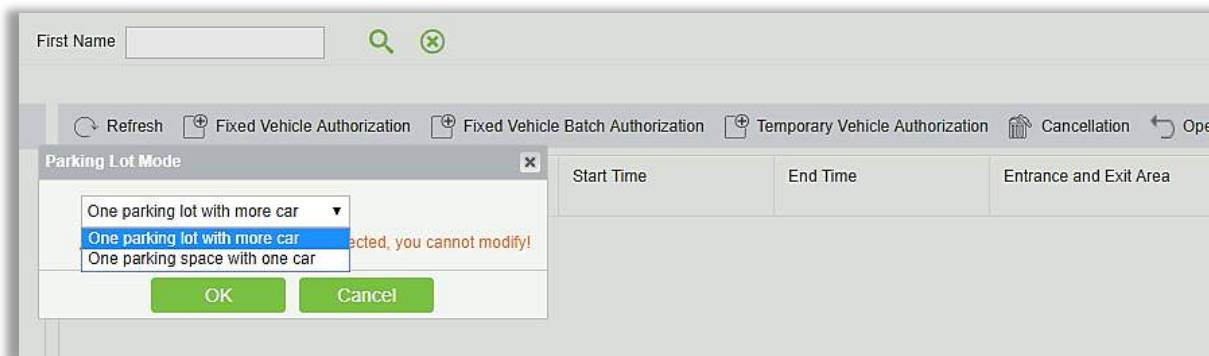 First Name
Refresh Fixed Vehicle Authorization Fixed Vehicle Batch Authorization Temporary Vehicle Authorization Cancellation Ope
Parking Lot Mode
Start Time End Time Entrance and Exit Area
One parking lot with more car
One parking lot with more car
ected, you cannot modify!
One parking space with one car
OK Cancel